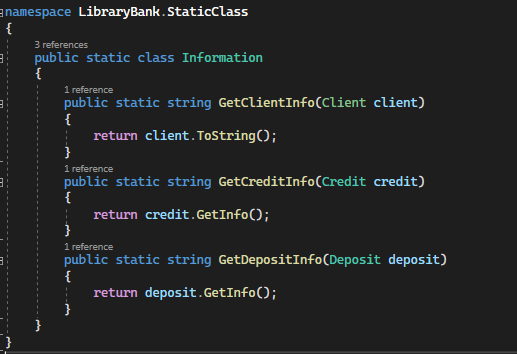 namespace LibraryBank.StaticClass
{
3 references
public static class Information
{
1 reference
public static string GetClientInfo(Client client)
{
return client.ToString();
}
1 reference
public static string GetCreditInfo(Credit credit)
{
return credit.GetInfo();
}
1 reference
public static string GetDepositInfo(Deposit deposit)
{
return deposit.GetInfo();
}
}
}